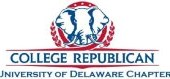 COLLEGE REPUBLICAN
UNIVERSITY OF DELAWARE CHAPTER